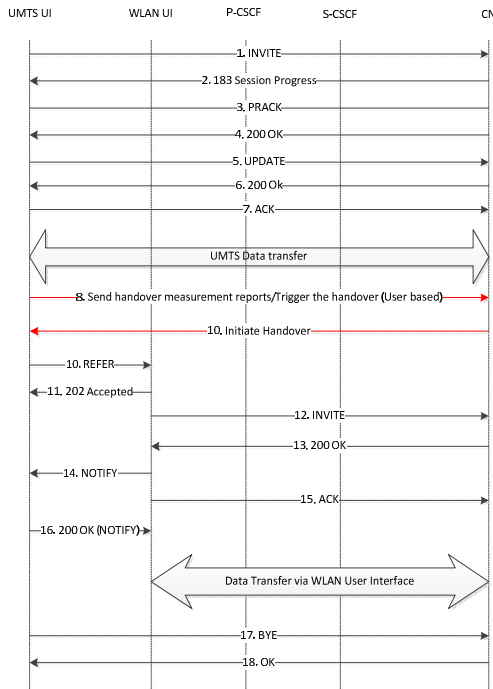 UMTS UI WLAN UI P-CSCF S-CSCF CN
1. INVITE
2. 183 Session Progress
3. PRACK
4. 200 OK
5. UPDATE
6. 200 Ok
7. ACK
UMTS Data transfer
8. Send handover measurement reports/Trigger the handover (User based)
10. Initiate Handover
10. REFER
11. 202 Accepted
12. INVITE
13. 200 OK
14. NOTIFY
15. ACK
16. 200 OK (NOTIFY)
Data Transfer via WLAN User Interface
17. BYE
18. OK